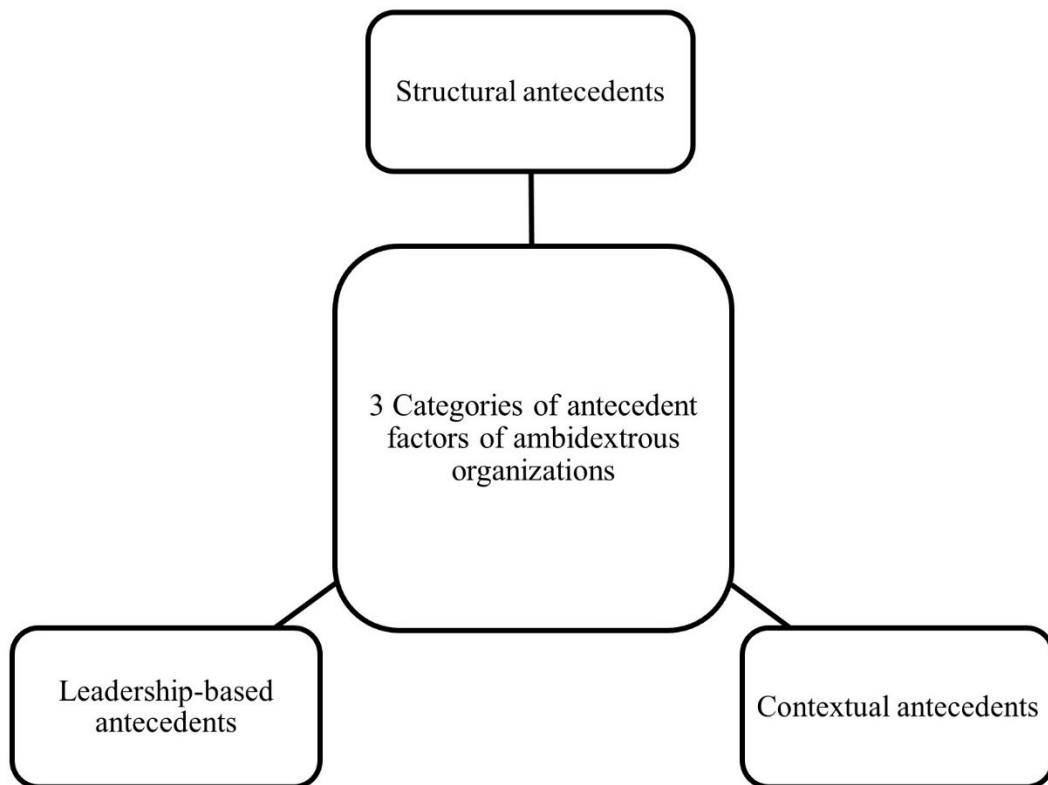 Structural antecedents
3 Categories of antecedent
factors of ambidextrous
organizations
Leadership-based
antecedents
Contextual antecedents